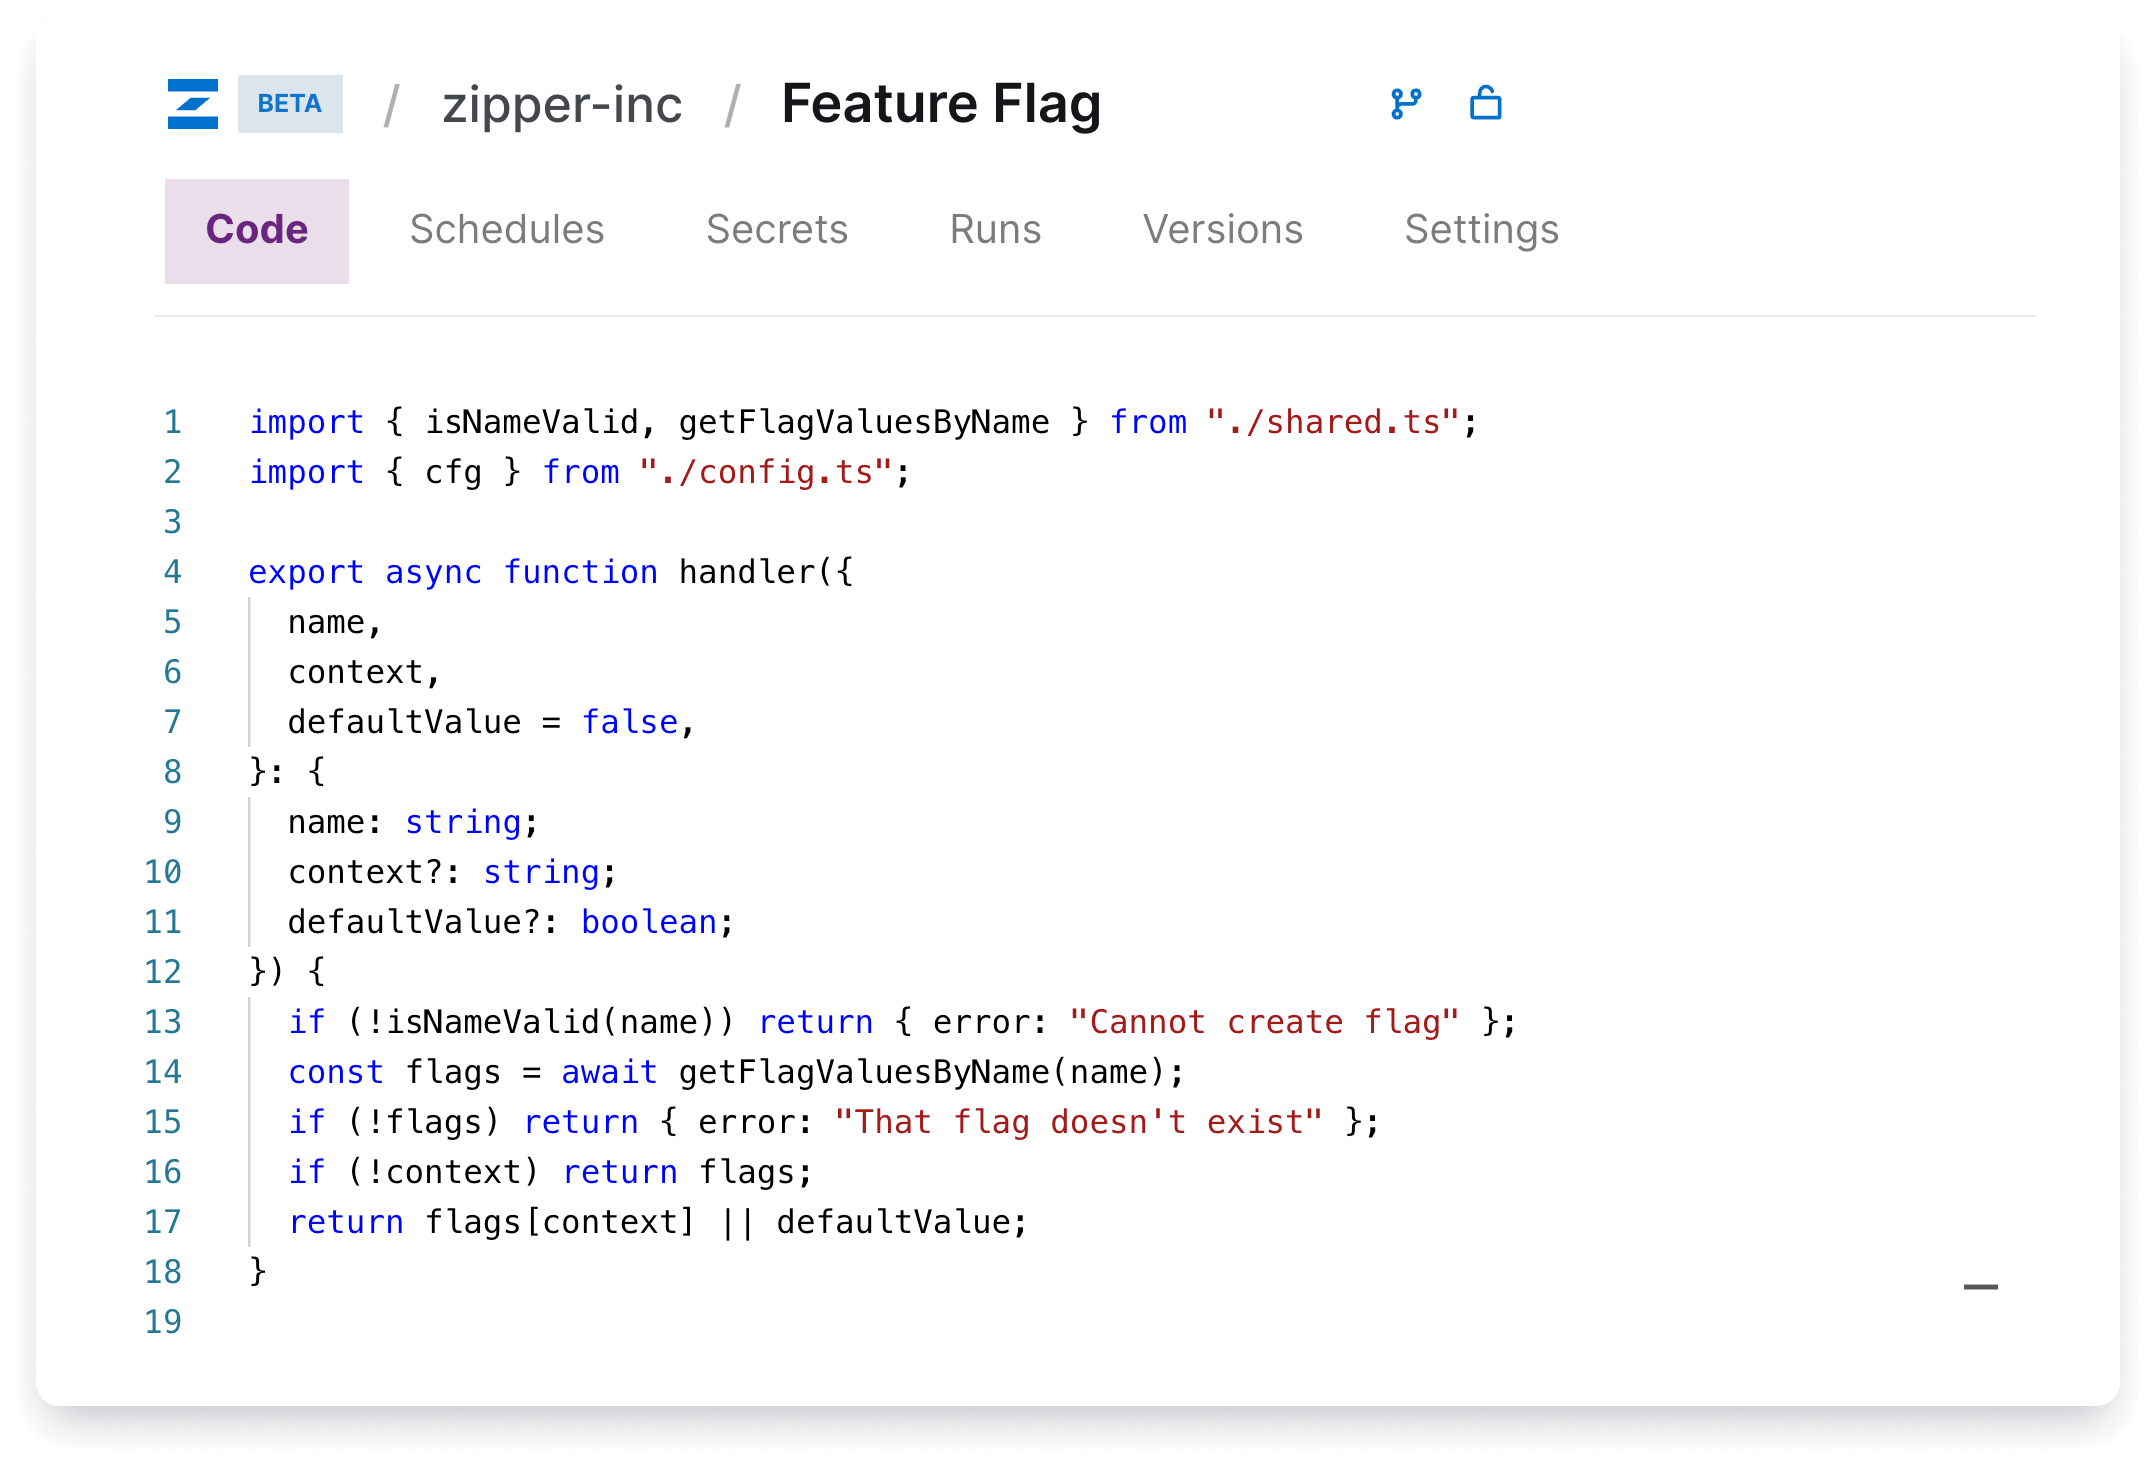 BETA / zipper-inc / Feature Flag
Code Schedules Secrets Runs Versions Settings
1 import { isNameValid, getFlagValuesByName } from "./shared.ts";
2 import { cfg } from "./config.ts";
3
4 export async function handler({
5   name,
6   context,
7   defaultValue = false,
8 }: {
9   name: string;
10   context?: string;
11   defaultValue?: boolean;
12 }) {
13   if (!isNameValid(name)) return { error: "Cannot create flag" };
14   const flags = await getFlagValuesByName(name);
15   if (!flags) return { error: "That flag doesn't exist" };
16   if (!context) return flags;
17   return flags[context] || defaultValue;
18 }
19